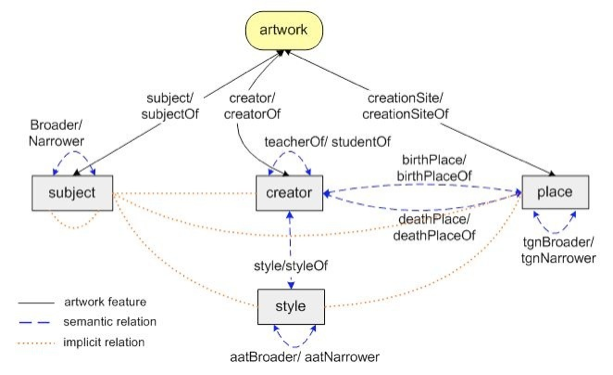 artwork
subject/
subjectOf
creator/
creatorOf
creationSite/
creationSiteOf
Broader/
Narrower
teacherOf/ studentOf
birthPlace/
birthPlaceOf
subject
creator
place
deathPlace/
deathPlaceOf
tgnBroader/
tgnNarrower
style/styleOf
style
artwork feature
semantic relation
implicit relation
aatBroader/ aatNarrower